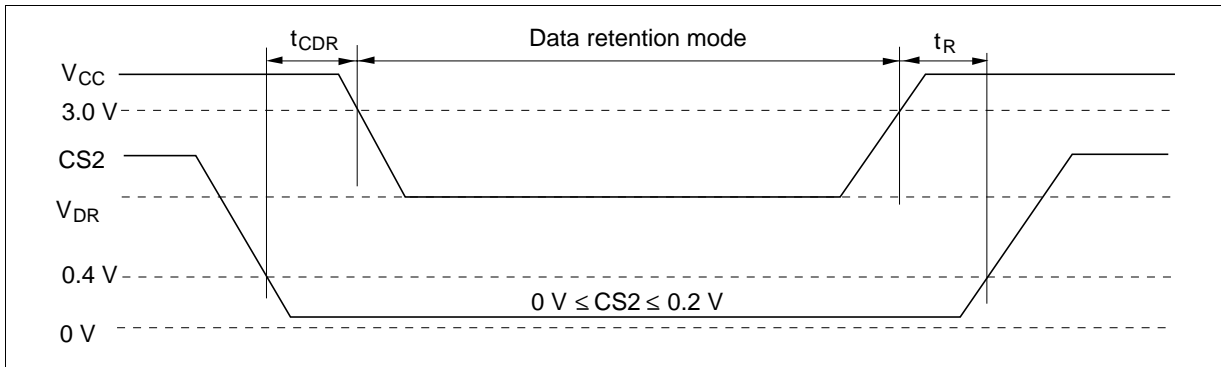 tCDR
Data retention mode
tR
VCC
3.0 V
CS2
VDR
0.4 V
0 V ≤ CS2 ≤ 0.2 V
0 V